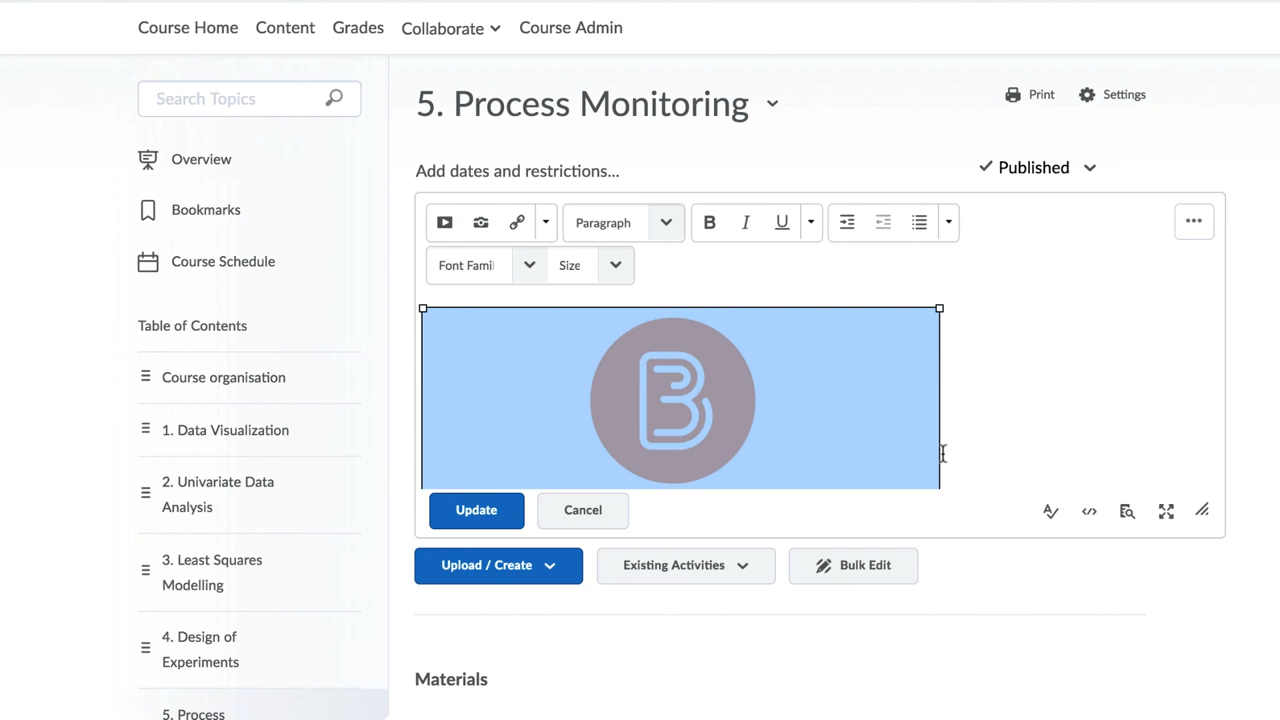 Course Home Content Grades Collaborate Course Admin
Search Topics
Overview
Bookmarks
Course Schedule
Table of Contents
Course organisation
1. Data Visualization
2. Univariate Data
Analysis
3. Least Squares
Modelling
4. Design of
Experiments
5. Process
5. Process Monitoring
Print Settings
Add dates and restrictions...
Published
Paragraph B I U
Font Fami Size
B
Update Cancel
Upload / Create Existing Activities Bulk Edit
Materials